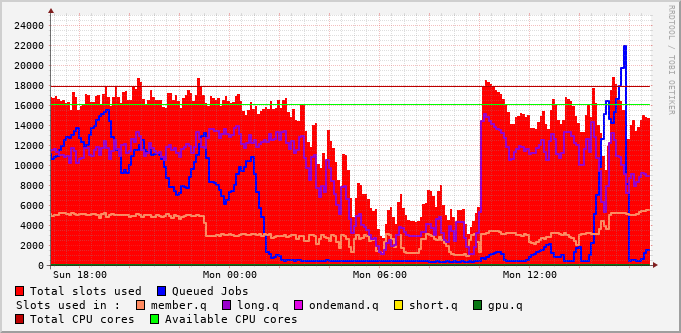 24000
22000
20000
18000
16000
14000
12000
10000
8000
6000
4000
2000
0
Sun 18:00 Mon 00:00 Mon 06:00 Mon 12:00
Total slots used Queued Jobs
Slots used in : member.q long.q ondemand.q short.q gpu.q
Total CPU cores Available CPU cores
RRDTOOL / TOBI OETIKER